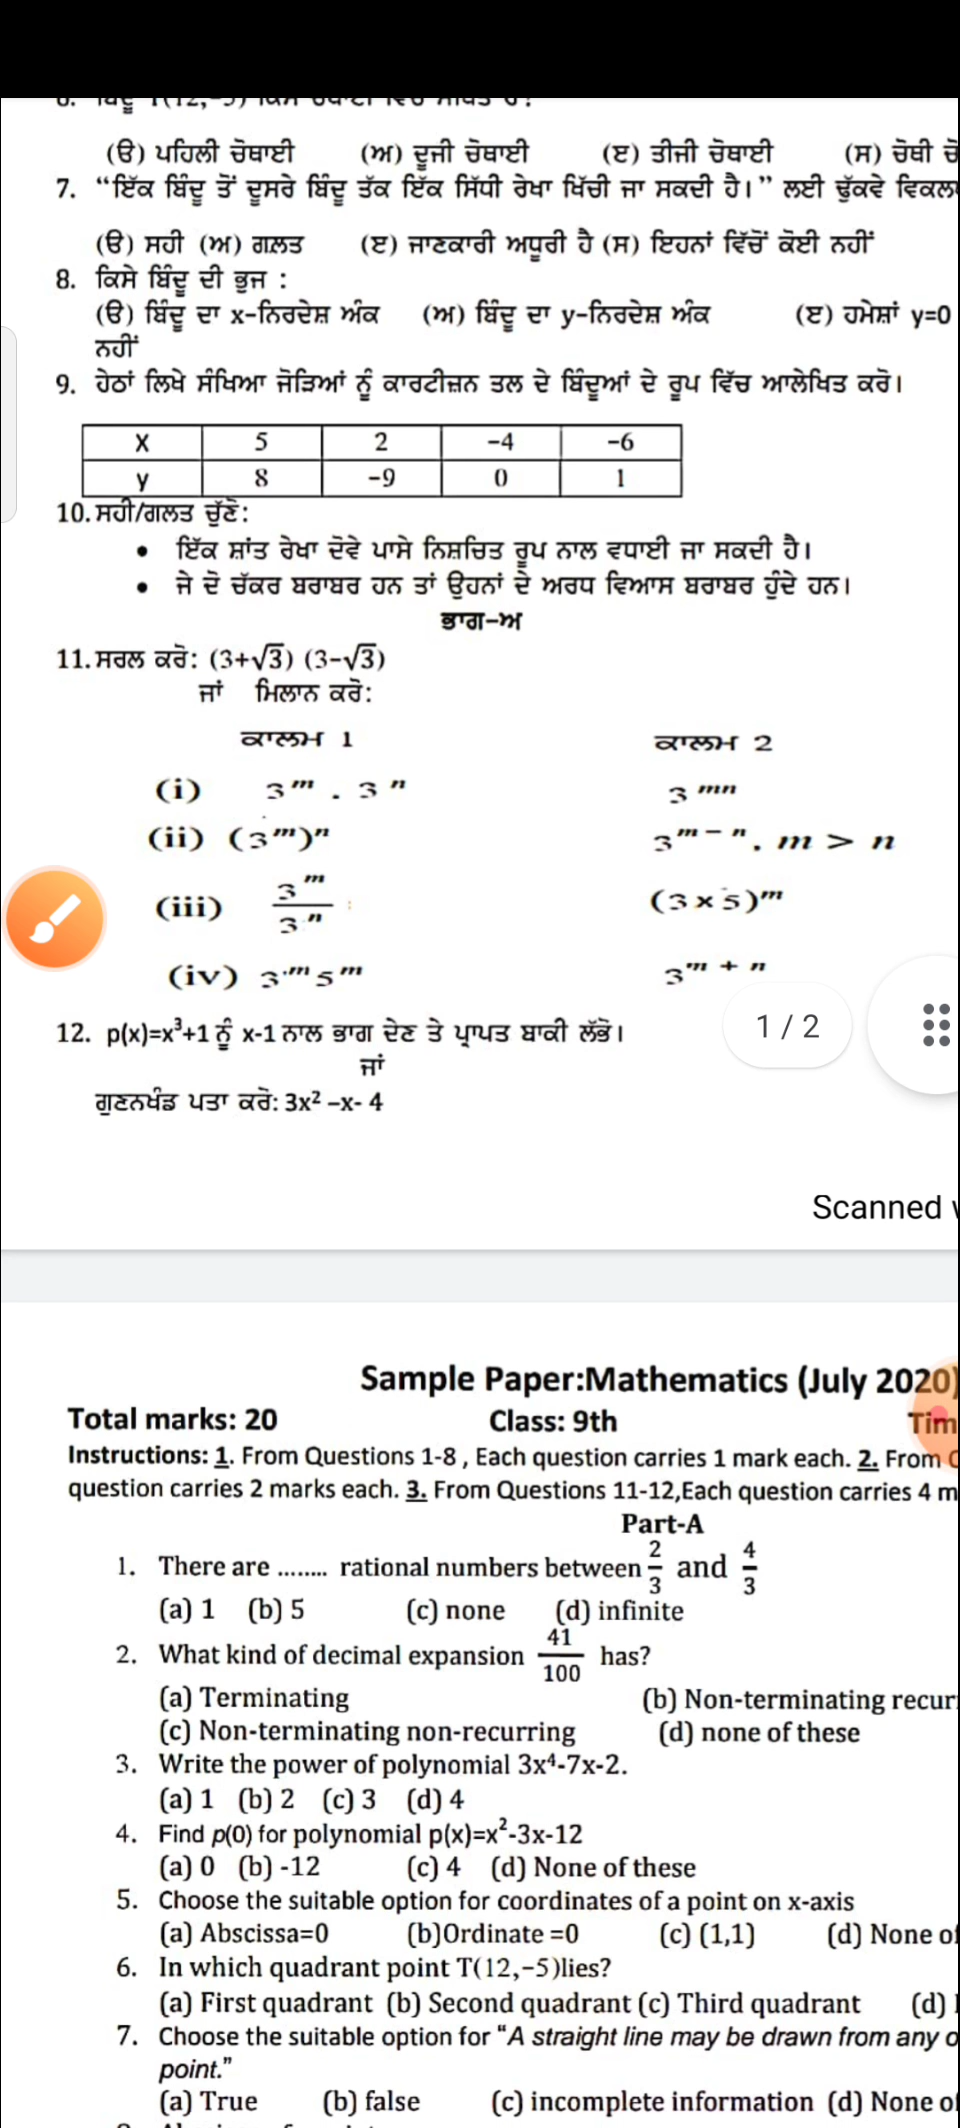 (ੳ) ਪਹਿਲੀ ਚੋਥਾਈ (ਅ) ਦੂਜੀ ਚੋਥਾਈ (ੲ) ਤੀਜੀ ਚੋਥਾਈ (ਸ) ਚੋਥੀ
7. “ਇੱਕ ਬਿੰਦੂ ਤੋਂ ਦੂਸਰੇ ਬਿੰਦੂ ਤੱਕ ਇੱਕ ਸਿੱਧੀ ਰੇਖਾ ਖਿੱਚੀ ਜਾ ਸਕਦੀ ਹੈ।” ਲਈ ਢੁੱਕਵੇ
(ੳ) ਸਹੀ (ਅ) ਗਲਤ (ੲ) ਜਾਣਕਾਰੀ ਅਧੂਰੀ ਹੈ (ਸ) ਇਹਨਾਂ ਵਿੱਚੋਂ ਕੋਈ ਨਹੀਂ
8. ਕਿਸੇ ਬਿੰਦੂ ਦੀ ਭੁਜ :
(ੳ) ਬਿੰਦੂ ਦਾ x-ਨਿਰਦੇਸ਼ ਅੰਕ (ਅ) ਬਿੰਦੂ ਦਾ y-ਨਿਰਦੇਸ਼ ਅੰਕ (ੲ) ਹਮੇਸ਼ਾਂ y=0
ਨਹੀਂ
9. ਹੇਠਾਂ ਲਿਖੇ ਸੰਖਿਆ ਜੋੜਿਆਂ ਨੂੰ ਕਾਰਟੀਜ਼ਨ ਤਲ ਦੇ ਬਿੰਦੂਆਂ ਦੇ ਰੂਪ ਵਿੱਚ ਆਲੇਖਿਤ ਕਰੋ।
X 5 2 -4 -6
y 8 -9 0 1
10. ਸਹੀ/ਗਲਤ ਚੁੱਣੋ:
• ਇੱਕ ਸ਼ਾਂਤ ਰੇਖਾ ਦੋਵੇ ਪਾਸੇ ਨਿਸ਼ਚਿਤ ਰੂਪ ਨਾਲ ਵਧਾਈ ਜਾ ਸਕਦੀ ਹੈ।
• ਜੇ ਦੋ ਚੱਕਰ ਬਰਾਬਰ ਹਨ ਤਾਂ ਉਹਨਾਂ ਦੇ ਅਰਧ ਵਿਆਸ ਬਰਾਬਰ ਹੁੰਦੇ ਹਨ।
ਭਾਗ-ਅ
11. ਸਰਲ ਕਰੋ: (3+√3) (3-√3)
ਜਾਂ ਮਿਲਾਨ ਕਰੋ:
ਕਾਲਮ 1 ਕਾਲਮ 2
(i) 3ᵐ . 3ⁿ 3ᵐⁿ
(ii) (3ᵐ)ⁿ 3ᵐ⁻ⁿ. m > n
(iii) 3ᵐ/3ⁿ (3×5)ᵐ
(iv) 3ᵐ5ᵐ 3ᵐ⁺ⁿ
12. p(x)=x³+1 ਨੂੰ x-1 ਨਾਲ ਭਾਗ ਦੇਣ ਤੇ ਪ੍ਰਾਪਤ ਬਾਕੀ ਲੱਭੋ।
1 / 2
ਜਾਂ
ਗੁਣਨਖੰਡ ਪਤਾ ਕਰੋ: 3x² –x- 4
Scanned
Sample Paper:Mathematics (July 2020)
Total marks: 20 Class: 9th Tim
Instructions: 1. From Questions 1-8 , Each question carries 1 mark each. 2. From
question carries 2 marks each. 3. From Questions 11-12,Each question carries 4 m
Part-A
1. There are ........ rational numbers between 2/3 and 4/3
(a) 1 (b) 5 (c) none (d) infinite
2. What kind of decimal expansion 41/100 has?
(a) Terminating (b) Non-terminating recur
(c) Non-terminating non-recurring (d) none of these
3. Write the power of polynomial 3x⁴-7x-2.
(a) 1 (b) 2 (c) 3 (d) 4
4. Find p(0) for polynomial p(x)=x²-3x-12
(a) 0 (b) -12 (c) 4 (d) None of these
5. Choose the suitable option for coordinates of a point on x-axis
(a) Abscissa=0 (b)Ordinate =0 (c) (1,1) (d) None of
6. In which quadrant point T(12,-5)lies?
(a) First quadrant (b) Second quadrant (c) Third quadrant (d)
7. Choose the suitable option for “A straight line may be drawn from any
point.”
(a) True (b) false (c) incomplete information (d) None of